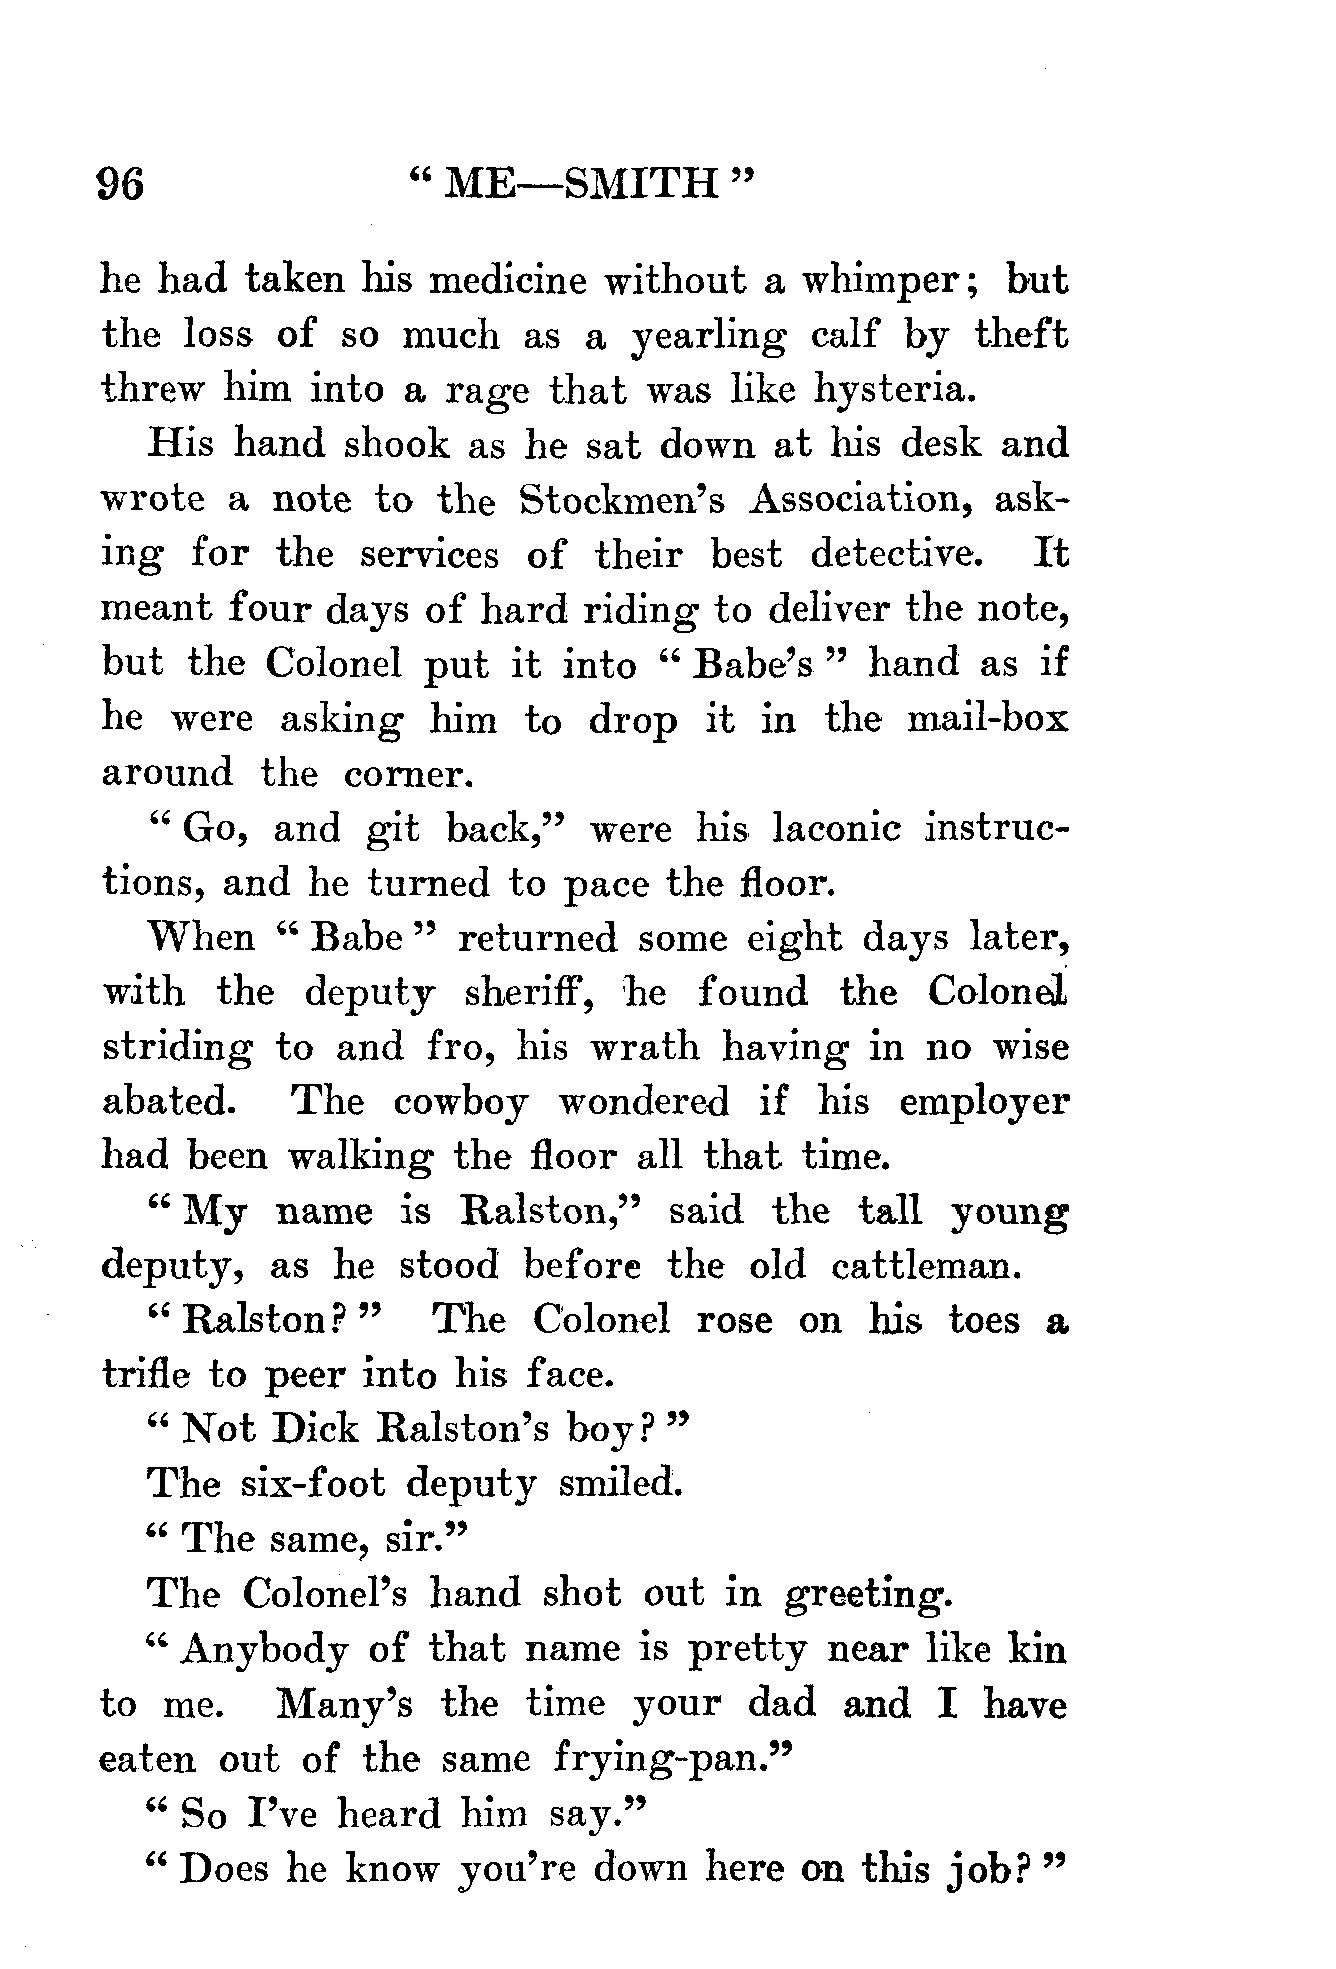 96 “ ME—SMITH ”
he had taken his medicine without a whimper; but
the loss of so much as a yearling calf by theft
threw him into a rage that was like hysteria.
His hand shook as he sat down at his desk and
wrote a note to the Stockmen’s Association, ask-
ing for the services of their best detective. It
meant four days of hard riding to deliver the note,
but the Colonel put it into “ Babe’s ” hand as if
he were asking him to drop it in the mail-box
around the corner.
“ Go, and git back,” were his laconic instruc-
tions, and he turned to pace the floor.
When “ Babe ” returned some eight days later,
with the deputy sheriff, he found the Colonel
striding to and fro, his wrath having in no wise
abated. The cowboy wondered if his employer
had been walking the floor all that time.
“ My name is Ralston,” said the tall young
deputy, as he stood before the old cattleman.
“ Ralston? ” The Colonel rose on his toes a
trifle to peer into his face.
“ Not Dick Ralston’s boy? ”
The six-foot deputy smiled.
“ The same, sir.”
The Colonel’s hand shot out in greeting.
“ Anybody of that name is pretty near like kin
to me. Many’s the time your dad and I have
eaten out of the same frying-pan.”
“ So I’ve heard him say.”
“ Does he know you’re down here on this job? ”